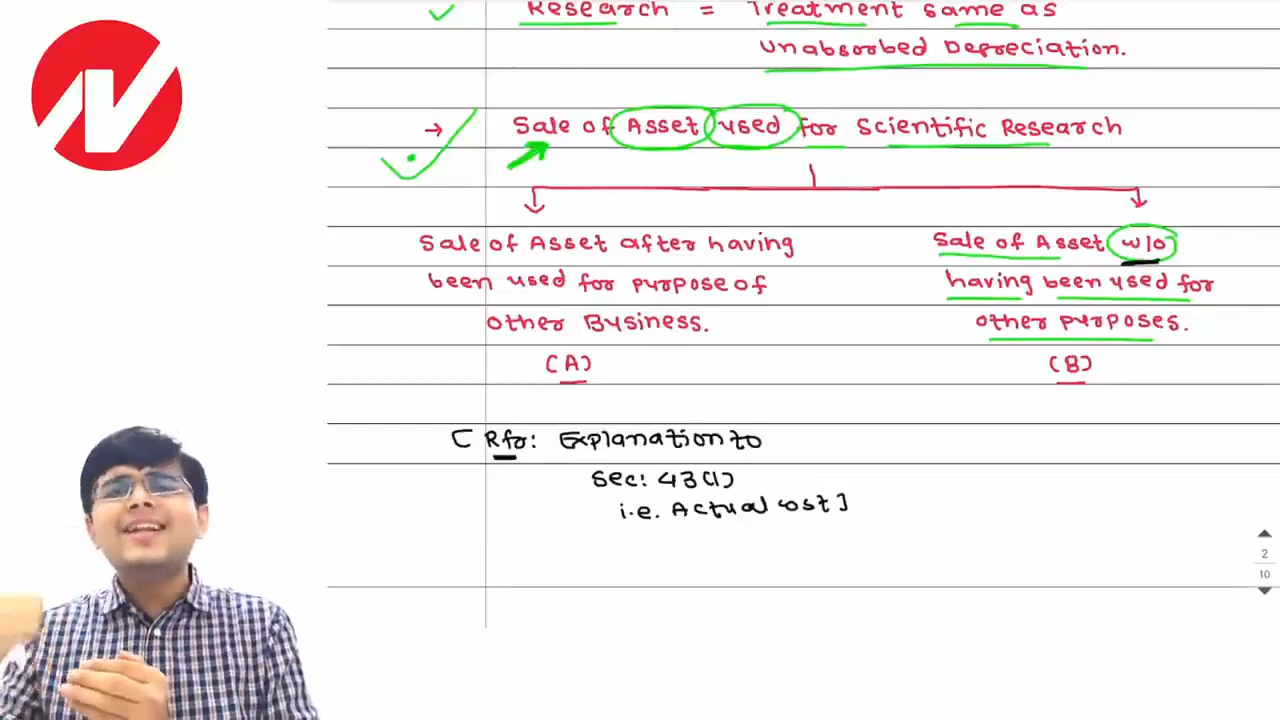 Research = Treatment same as
Unabsorbed Depreciation.
→ Sale of Asset used for Scientific Research
Sale of Asset after having
been used for purpose of
other Business.
(A)
Sale of Asset w/o
having been used for
other purposes.
(B)
[ Rfr: Explanation to
Sec: 43(1)
i.e. Actual cost ]
2
10